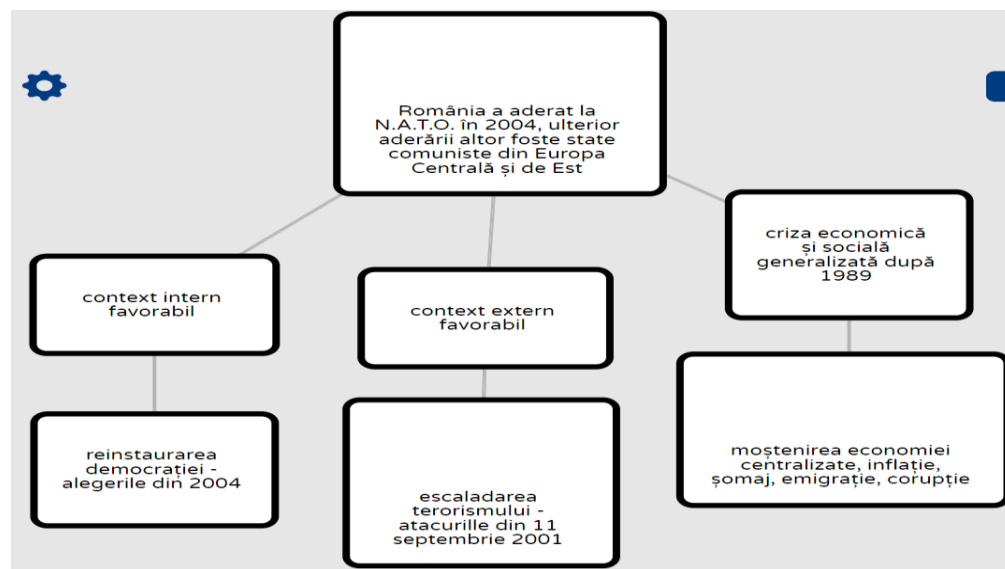 România a aderat la
N.A.T.O. în 2004, ulterior
aderării altor foste state
comuniste din Europa
Centrală și de Est
context intern
favorabil
context extern
favorabil
criza economică
și socială
generalizată după
1989
reinstaurarea
democrației -
alegerile din 2004
escaladarea
terorismului -
atacurille din 11
septembrie 2001
moștenirea economiei
centralizate, inflație,
șomaj, emigrație, corupție